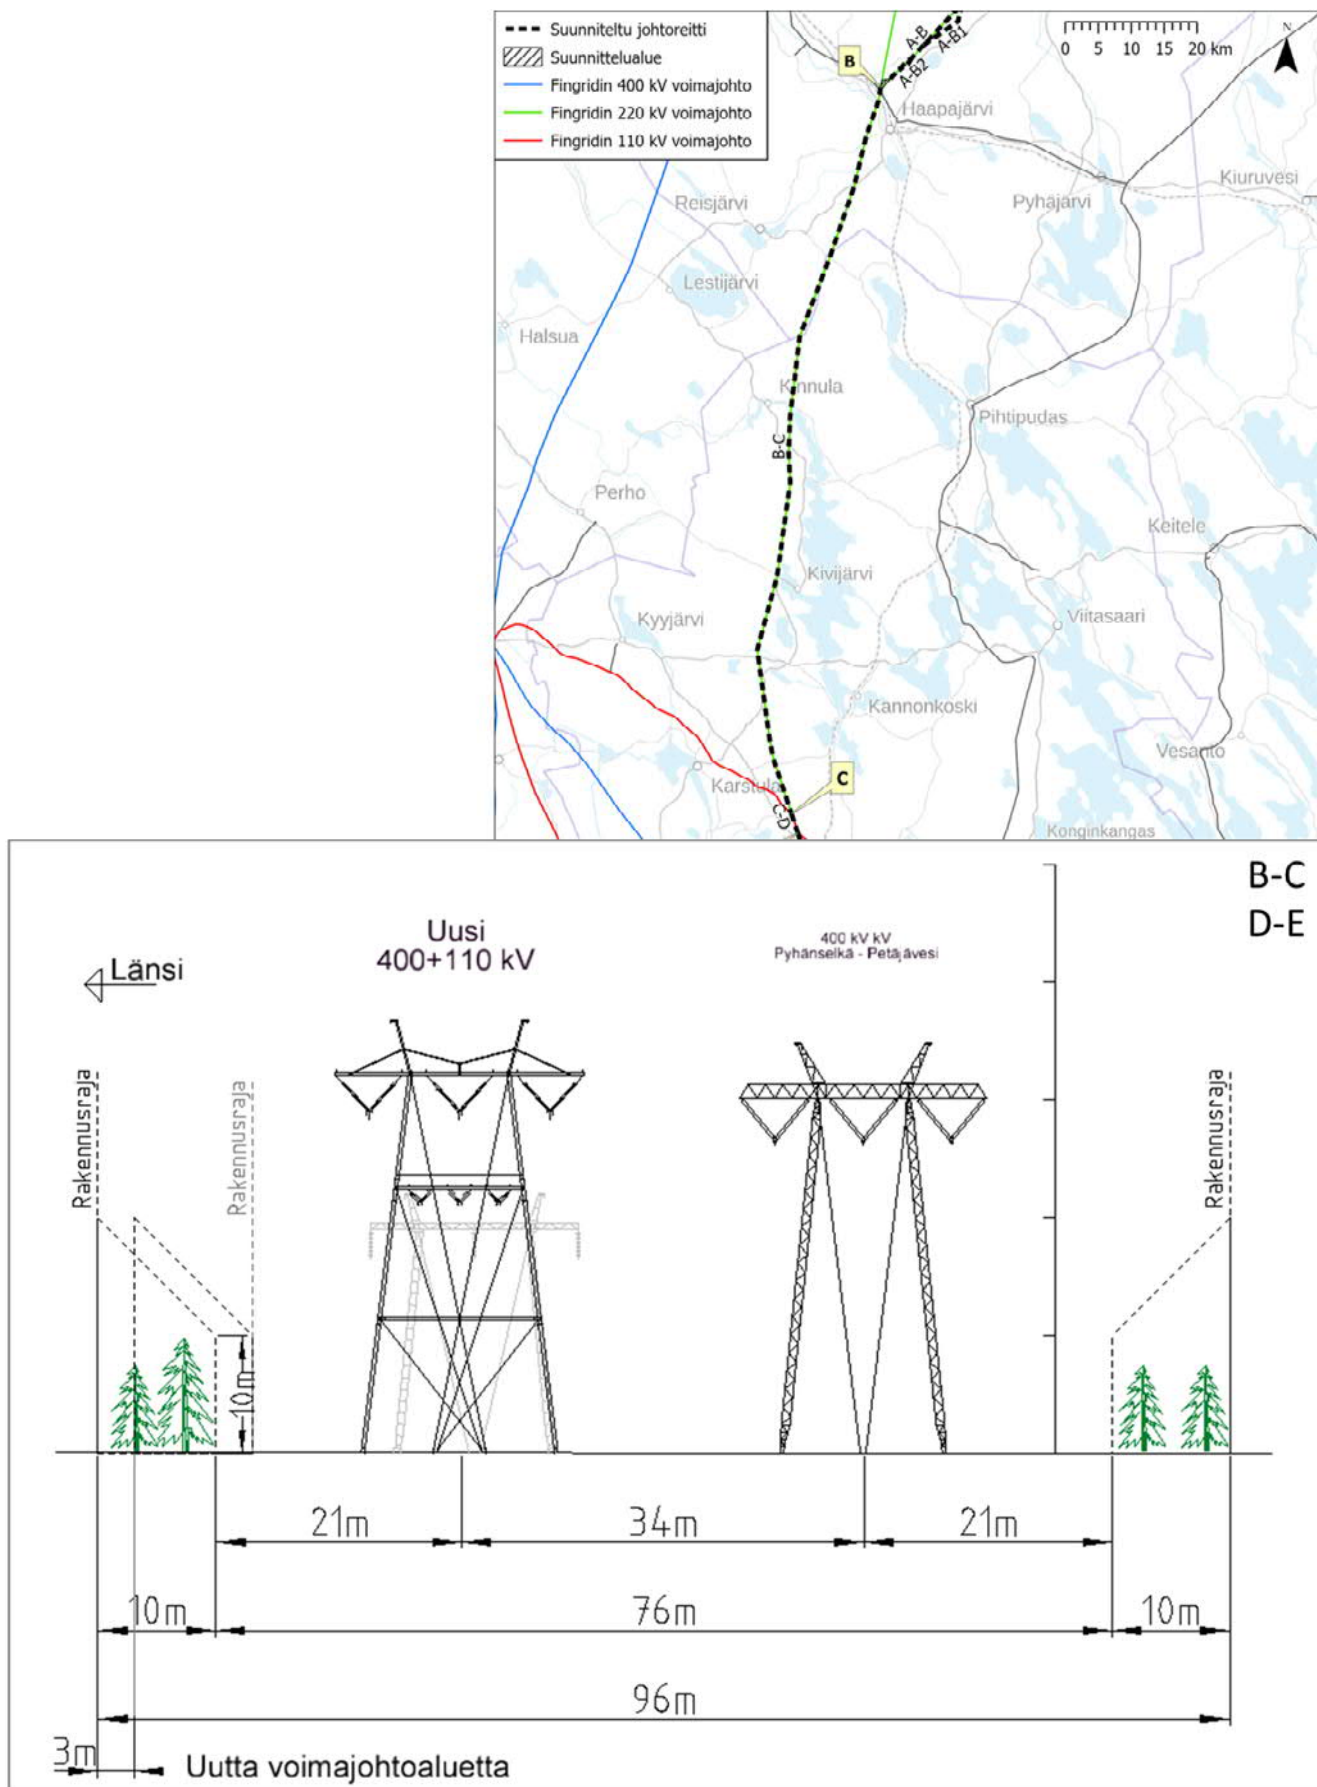 Suunniteltu johtoreitti
Suunnittelualue
Fingridin 400 kV voimajohto
Fingridin 220 kV voimajohto
Fingridin 110 kV voimajohto
0 5 10 15 20 km
N
A-B
A-B1
A-B2
B
Haapajärvi
Kiuruvesi
Pyhäjärvi
Reisjärvi
Lestijärvi
Halsua
Kinnula
Pihtipudas
B-C
Perho
Keitele
Kivijärvi
Kyyjärvi
Viitasaari
Kannonkoski
Vesanto
Karstula
C
C-D
Konginkangas
B-C
D-E
Uusi
400+110 kV
400 kV kV
Pyhänselkä - Petäjävesi
Länsi
Rakennusraja
Rakennusraja
Rakennusraja
10m
21m
34m
21m
10m
76m
10m
96m
3m
Uutta voimajohtoaluetta